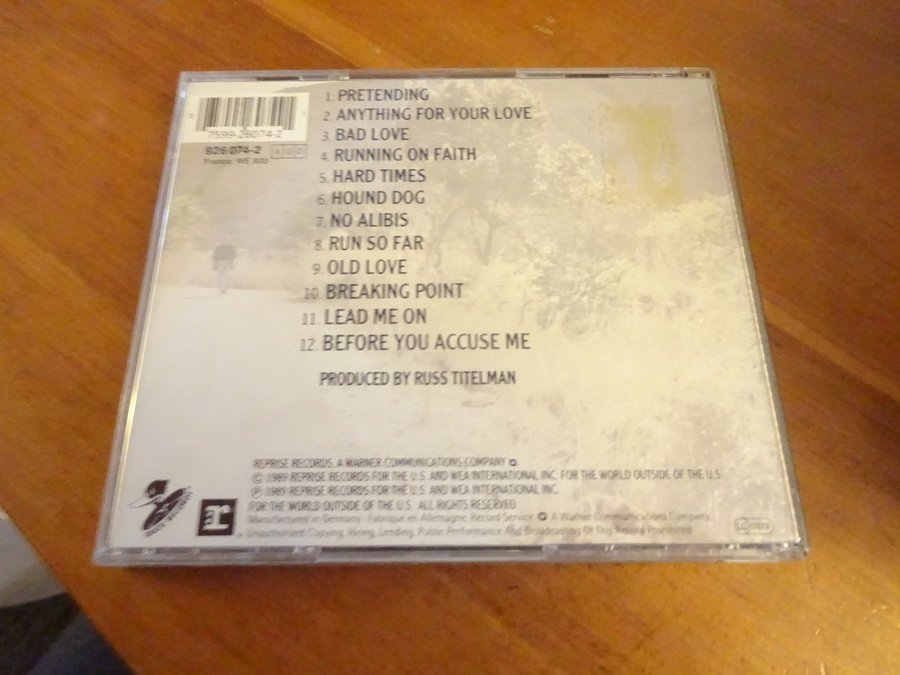 7599-26074-2
926 074-2 A D D
France: WE 833
1. PRETENDING
2. ANYTHING FOR YOUR LOVE
3. BAD LOVE
4. RUNNING ON FAITH
5. HARD TIMES
6. HOUND DOG
7. NO ALIBIS
8. RUN SO FAR
9. OLD LOVE
10. BREAKING POINT
11. LEAD ME ON
12. BEFORE YOU ACCUSE ME
PRODUCED BY RUSS TITELMAN
REPRISE RECORDS, A WARNER COMMUNICATIONS COMPANY
© 1989 REPRISE RECORDS FOR THE U.S. AND WEA INTERNATIONAL INC. FOR THE WORLD OUTSIDE OF THE U.S.
℗ 1989 REPRISE RECORDS FOR THE U.S. AND WEA INTERNATIONAL INC.
FOR THE WORLD OUTSIDE OF THE U.S. ALL RIGHTS RESERVED
Manufactured in Germany · Fabriqué en Allemagne. Record Service A Warner Communications Company.
Unauthorized Copying, Hiring, Lending, Public Performance And Broadcasting Of This Record Prohibited.